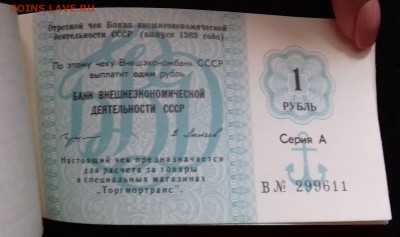 COINS.LAVE.RU
Отрезной чек Банка внешнеэкономической
деятельности СССР (выпуск 1989 года)
По этому чеку Внешэкономбанк СССР
выплатит один рубль
БАНК ВНЕШНЕЭКОНОМИЧЕСКОЙ
ДЕЯТЕЛЬНОСТИ СССР
Настоящий чек предназначается
для расчета за товары
в специальных магазинах
"Торгмортранс".
1
РУБЛЬ
Серия А
В № 299611